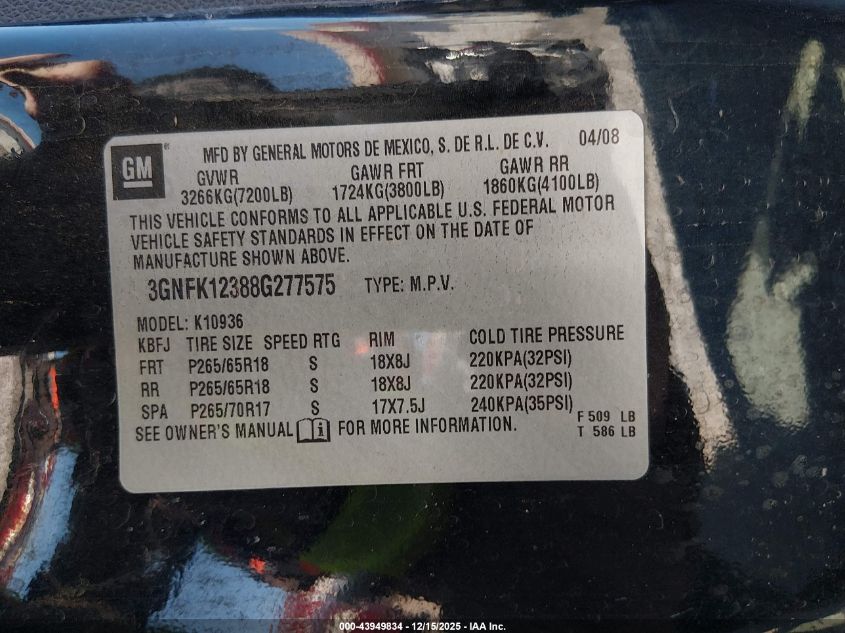 GM
MFD BY GENERAL MOTORS DE MEXICO, S. DE R.L. DE C.V. 04/08
GVWR GAWR FRT GAWR RR
3266KG(7200LB) 1724KG(3800LB) 1860KG(4100LB)
THIS VEHICLE CONFORMS TO ALL APPLICABLE U.S. FEDERAL MOTOR
VEHICLE SAFETY STANDARDS IN EFFECT ON THE DATE OF
MANUFACTURE SHOWN ABOVE.
3GNFK12388G277575 TYPE: M.P.V.
MODEL: K10936
KBFJ TIRE SIZE SPEED RTG RIM COLD TIRE PRESSURE
FRT P265/65R18 S 18X8J 220KPA(32PSI)
RR P265/65R18 S 18X8J 220KPA(32PSI)
SPA P265/70R17 S 17X7.5J 240KPA(35PSI)
F 509 LB
SEE OWNER'S MANUAL i FOR MORE INFORMATION.
T 586 LB
000-43949834 - 12/15/2025 - IAA Inc.